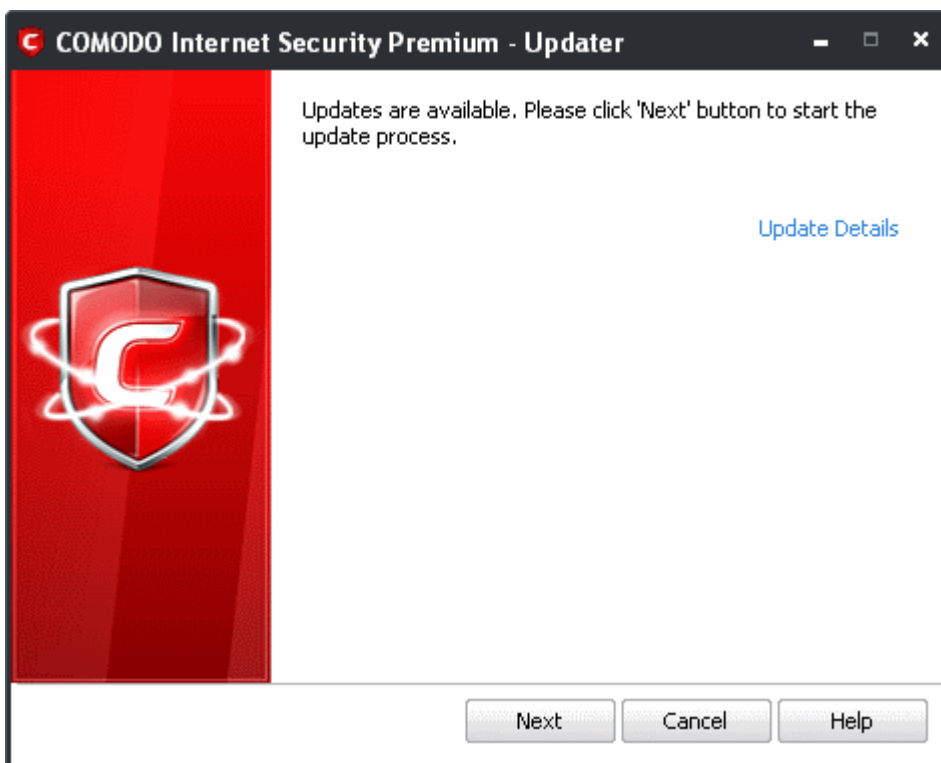 COMODO Internet Security Premium - Updater
Updates are available. Please click 'Next' button to start the
update process.
Update Details
Next
Cancel
Help